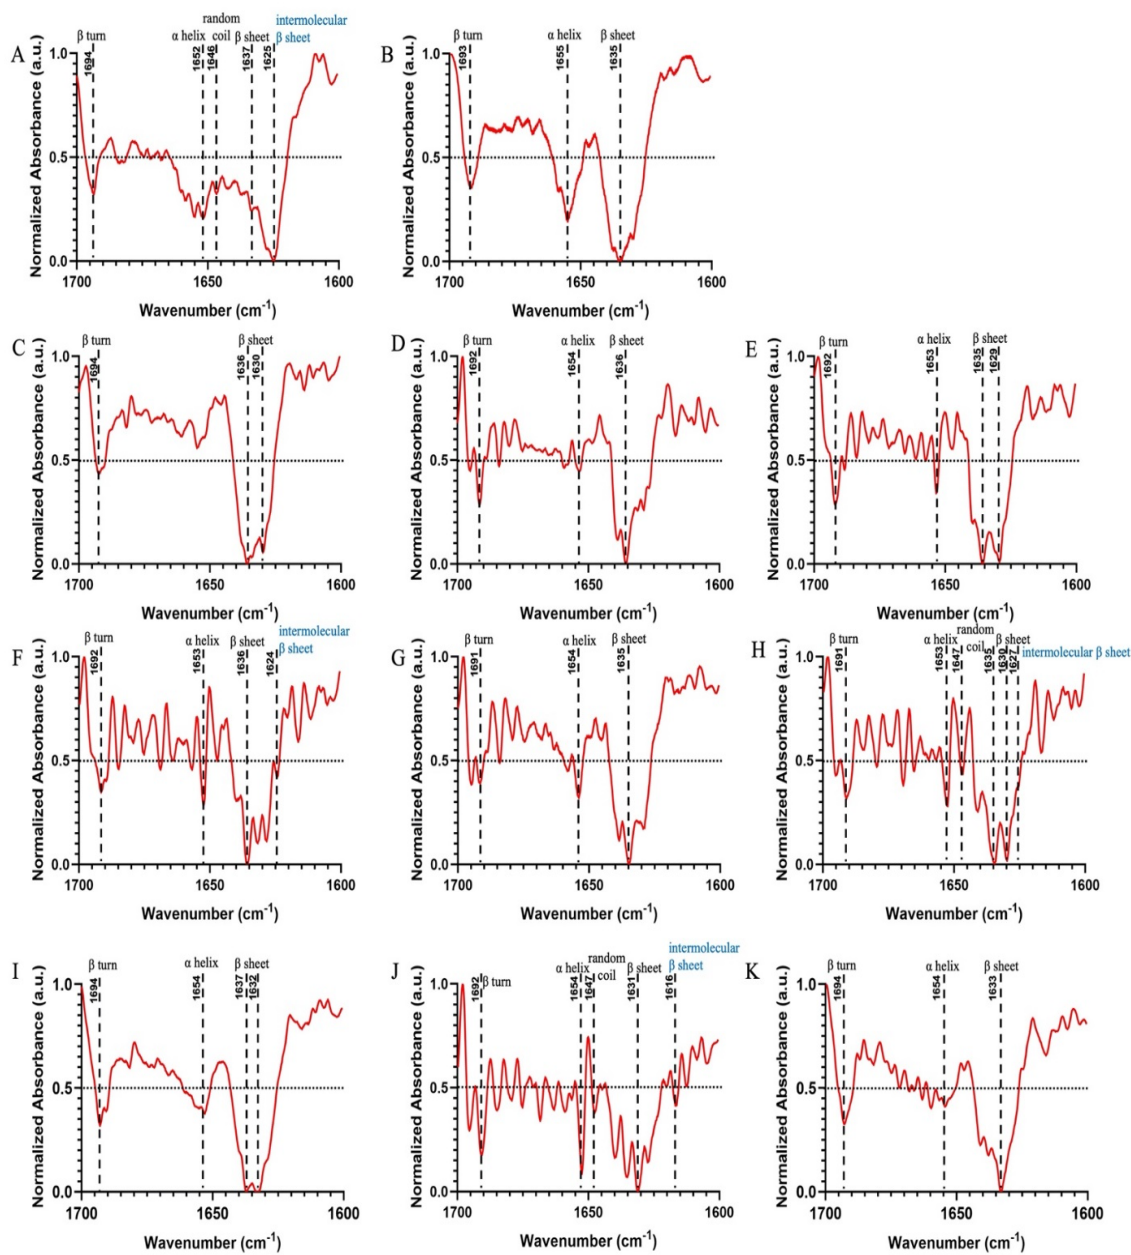 A
β turn
1694
α helix
1652
random
coil
1646
β sheet
1637
intermolecular
β sheet
1625
Normalized Absorbance (a.u.)
1.0
0.5
0.0
1700
1650
1600
Wavenumber (cm-1)
B
β turn
1693
α helix
1655
β sheet
1635
Normalized Absorbance (a.u.)
1.0
0.5
0.0
1700
1650
1600
Wavenumber (cm-1)
C
β turn
1694
β sheet
1636
1630
Normalized Absorbance (a.u.)
1.0
0.5
0.0
1700
1650
1600
Wavenumber (cm-1)
D
β turn
1692
α helix
1654
β sheet
1636
Normalized Absorbance (a.u.)
1.0
0.5
0.0
1700
1650
1600
Wavenumber (cm-1)
E
β turn
1692
α helix
1653
β sheet
1635
1629
Normalized Absorbance (a.u.)
1.0
0.5
0.0
1700
1650
1600
Wavenumber (cm-1)
F
β turn
1692
α helix
1653
β sheet
1636
intermolecular
β sheet
1624
Normalized Absorbance (a.u.)
1.0
0.5
0.0
1700
1650
1600
Wavenumber (cm-1)
G
β turn
1691
α helix
1654
β sheet
1635
Normalized Absorbance (a.u.)
1.0
0.5
0.0
1700
1650
1600
Wavenumber (cm-1)
H
β turn
1691
α helix
1653
random
coil
1647
β sheet
1635
1630
1627
intermolecular β sheet
Normalized Absorbance (a.u.)
1.0
0.5
0.0
1700
1650
1600
Wavenumber (cm-1)
I
β turn
1694
α helix
1654
β sheet
1637
1632
Normalized Absorbance (a.u.)
1.0
0.5
0.0
1700
1650
1600
Wavenumber (cm-1)
J
1692
β turn
α helix
1654
random
coil
1647
β sheet
1631
intermolecular
β sheet
1616
Normalized Absorbance (a.u.)
1.0
0.5
0.0
1700
1650
1600
Wavenumber (cm-1)
K
β turn
1694
α helix
1654
β sheet
1633
Normalized Absorbance (a.u.)
1.0
0.5
0.0
1700
1650
1600
Wavenumber (cm-1)